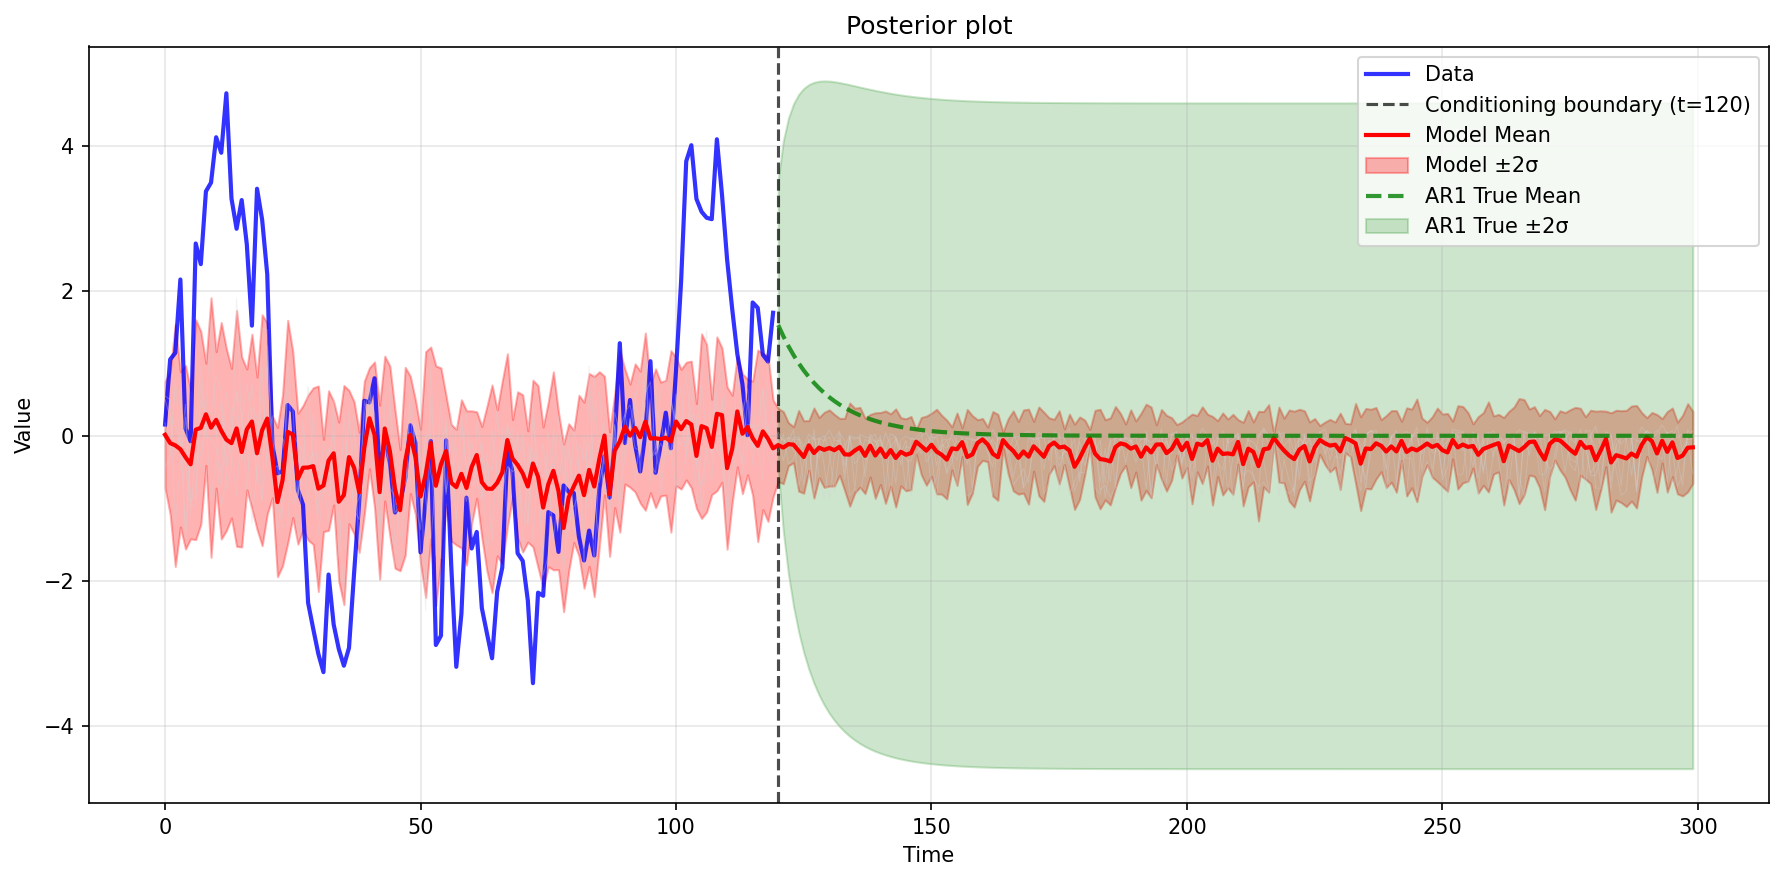 Posterior plot
Data
Conditioning boundary (t=120)
Model Mean
Model ±2σ
AR1 True Mean
AR1 True ±2σ
Value
4
2
0
−2
−4
0 50 100 150 200 250 300
Time